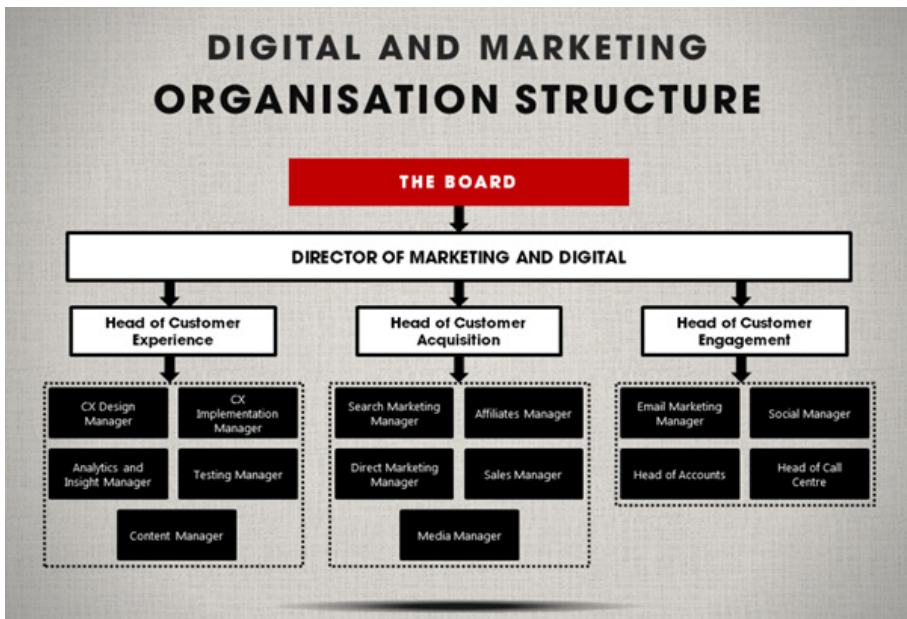 DIGITAL AND MARKETING
ORGANISATION STRUCTURE
THE BOARD
DIRECTOR OF MARKETING AND DIGITAL
Head of Customer
Experience
Head of Customer
Acquisition
Head of Customer
Engagement
CX Design
Manager
CX
Implementation
Manager
Analytics and
Insight Manager
Testing Manager
Content Manager
Search Marketing
Manager
Affiliates Manager
Direct Marketing
Manager
Sales Manager
Media Manager
Email Marketing
Manager
Social Manager
Head of Accounts
Head of Call
Centre